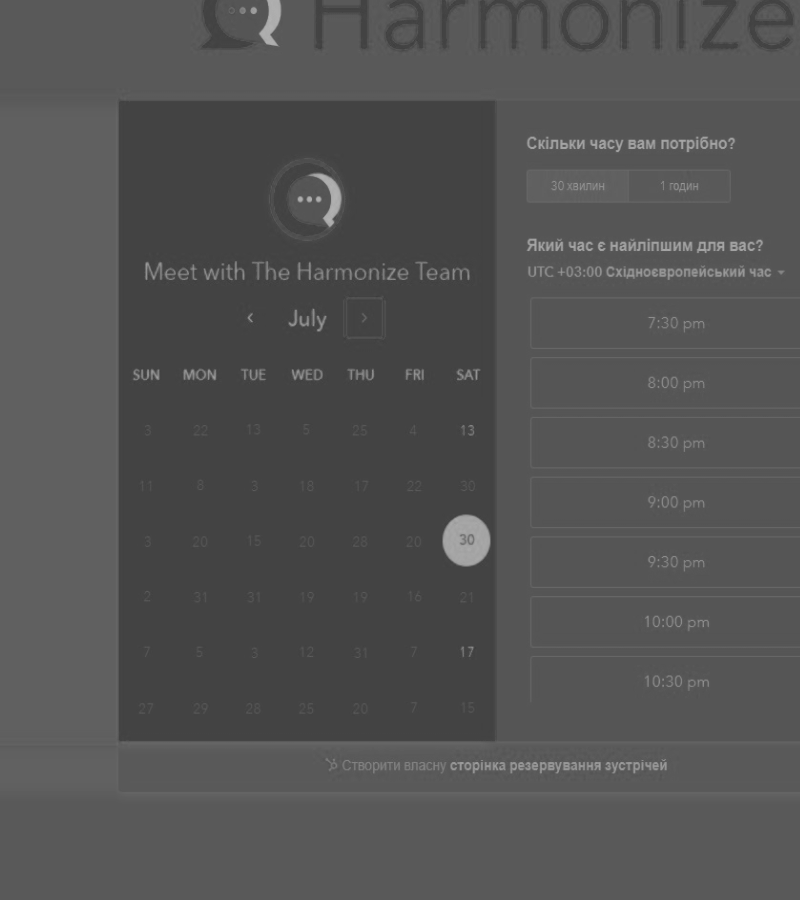 Harmonize
Meet with The Harmonize Team
July
SUN MON TUE WED THU FRI SAT
3 22 13 5 25 4 13
11 8 3 18 17 22 30
3 20 15 20 28 20 30
2 31 31 19 19 16 21
7 5 3 12 31 7 17
27 29 28 25 20 7 15
Скільки часу вам потрібно?
30 хвилин 1 годин
Який час є найліпшим для вас?
UTC +03:00 Східноєвропейський час
7:30 pm
8:00 pm
8:30 pm
9:00 pm
9:30 pm
10:00 pm
10:30 pm
Створити власну сторінка резервування зустрічей